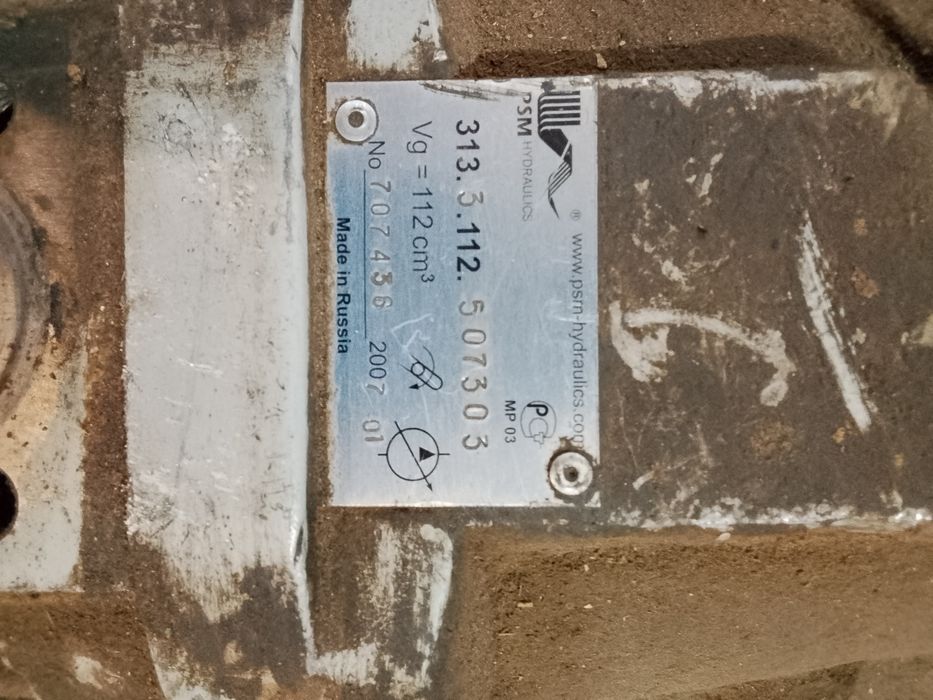 PSM HYDRAULICS
® www.psm-hydraulics.com
РСТ
MP 03
313.3.112. 507303
Vg = 112 cm³
No 707436 2007 01
Made in Russia